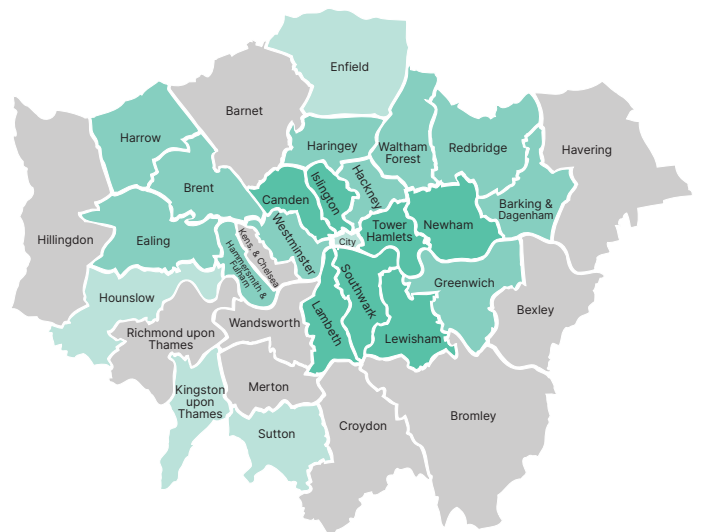 Enfield
Barnet
Harrow
Haringey
Waltham
Forest
Redbridge
Havering
Brent
Camden
Islington
Hackney
Barking &
Dagenham
Hillingdon
Ealing
Hammersmith &
Fulham
Kens. & Chelsea
Westminster
City
Tower
Hamlets
Newham
Hounslow
Greenwich
Bexley
Richmond upon
Thames
Wandsworth
Lambeth
Southwark
Lewisham
Kingston
upon
Thames
Merton
Sutton
Croydon
Bromley